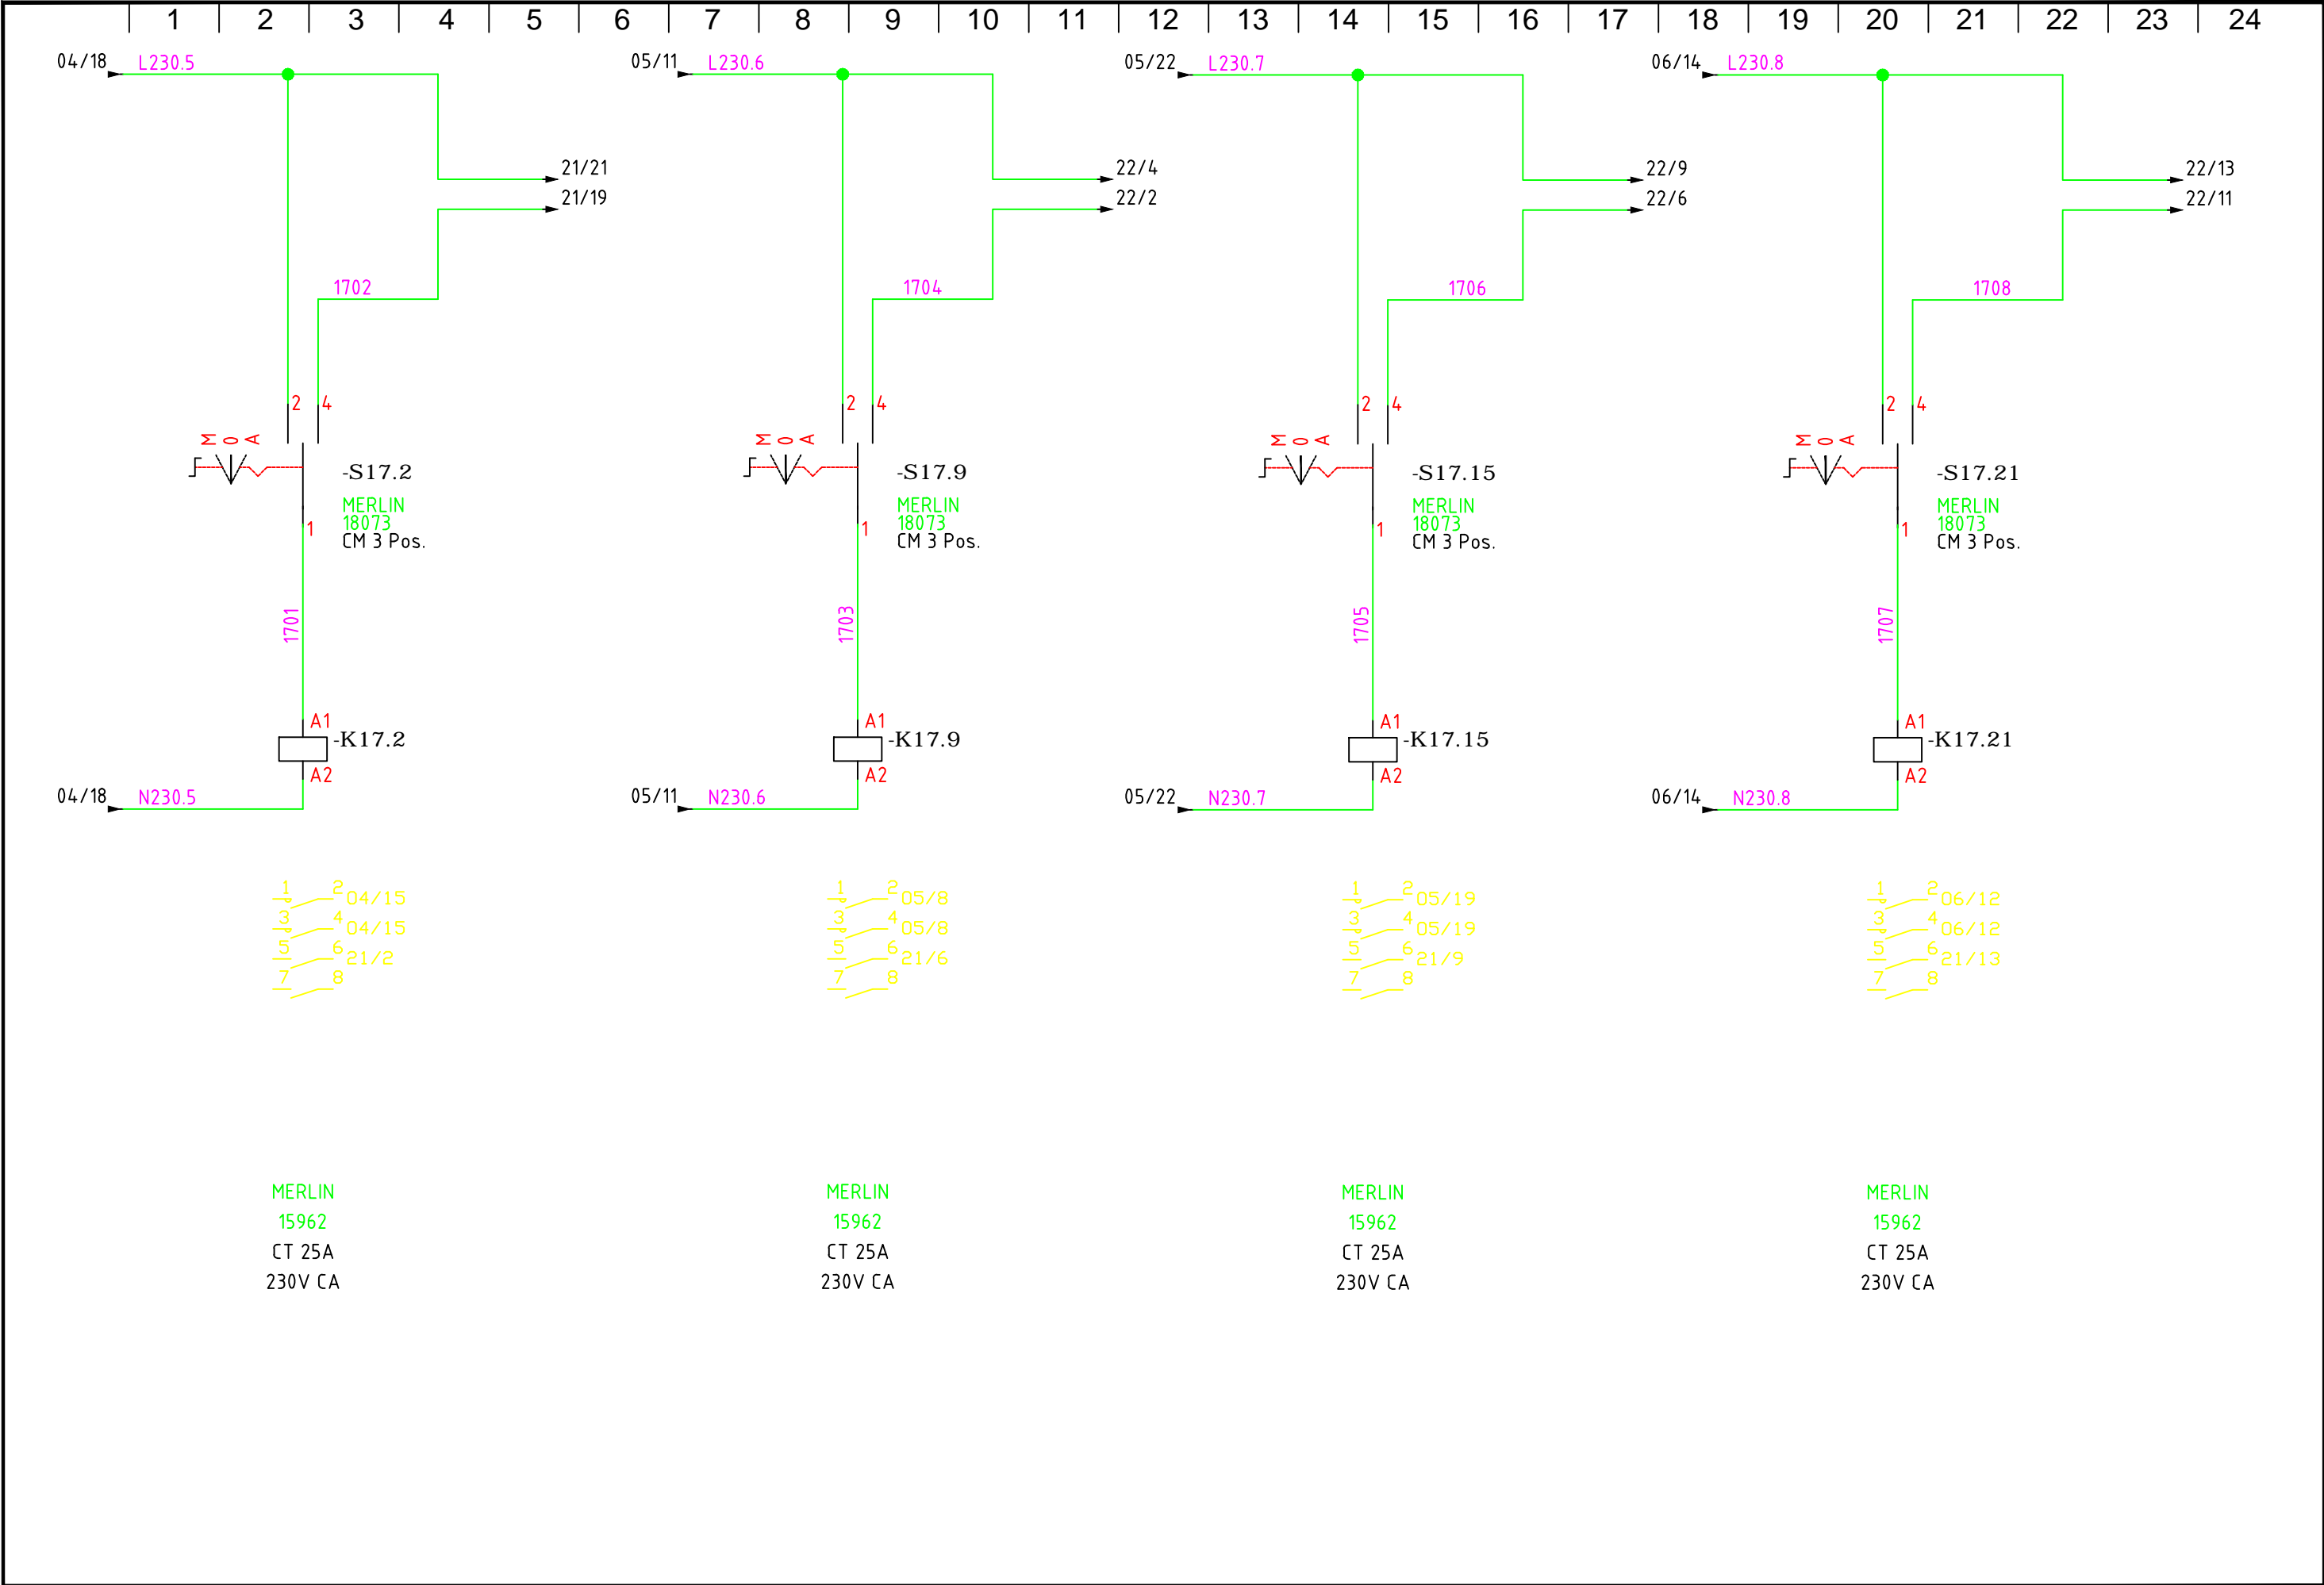 1 2 3 4 5 6 7 8 9 10 11 12 13 14 15 16 17 18 19 20 21 22 23 24
04/18 L230.5 05/11 L230.6 05/22 L230.7 06/14 L230.8
21/21 22/4 22/9 22/13
21/19 22/2 22/6 22/11
1702 1704 1706 1708
2 4 2 4 2 4 2 4
M 0 A M 0 A M 0 A M 0 A
-S17.2 -S17.9 -S17.15 -S17.21
MERLIN MERLIN MERLIN MERLIN
18073 18073 18073 18073
1 CM 3 Pos. 1 CM 3 Pos. 1 CM 3 Pos. 1 CM 3 Pos.
1701 1703 1705 1707
A1 A1 A1 A1
-K17.2 -K17.9 -K17.15 -K17.21
A2 A2 A2 A2
04/18 N230.5 05/11 N230.6 05/22 N230.7 06/14 N230.8
1 2 04/15 1 2 05/8 1 2 05/19 1 2 06/12
3 4 04/15 3 4 05/8 3 4 05/19 3 4 06/12
5 6 21/2 5 6 21/6 5 6 21/9 5 6 21/13
7 8 7 8 7 8 7 8
MERLIN MERLIN MERLIN MERLIN
15962 15962 15962 15962
CT 25A CT 25A CT 25A CT 25A
230V CA 230V CA 230V CA 230V CA